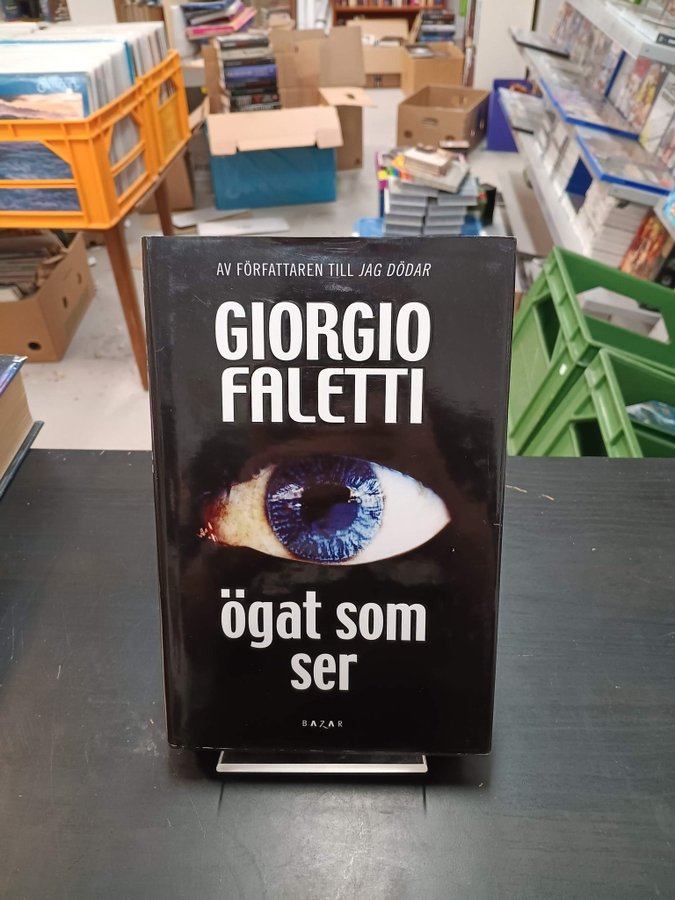 AV FÖRFATTAREN TILL JAG DÖDAR
GIORGIO
FALETTI
ögat som
ser
BAZAR